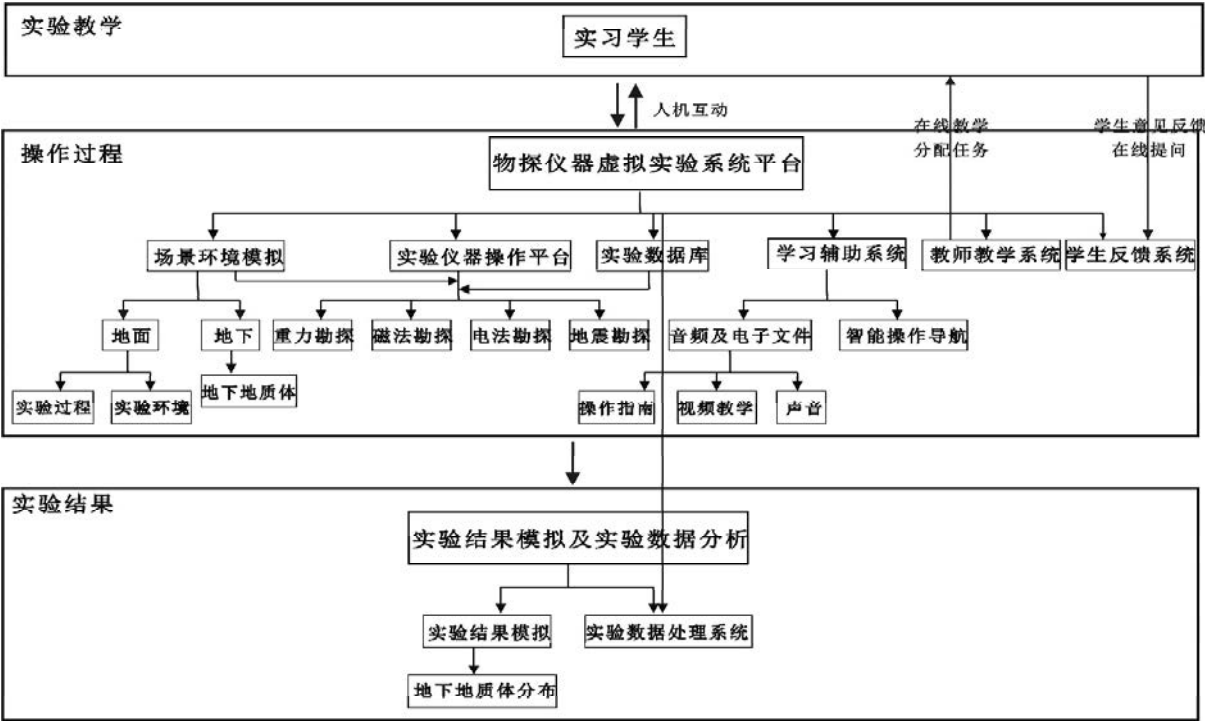 实验教学
实习学生
人机互动
在线教学
分配任务
学生意见反馈
在线提问
操作过程
物探仪器虚拟实验系统平台
场景环境模拟
实验仪器操作平台
实验数据库
学习辅助系统
教师教学系统
学生反馈系统
地面
地下
重力勘探
磁法勘探
电法勘探
地震勘探
音频及电子文件
智能操作导航
实验过程
实验环境
地下地质体
操作指南
视频教学
声音
实验结果
实验结果模拟及实验数据分析
实验结果模拟
实验数据处理系统
地下地质体分布